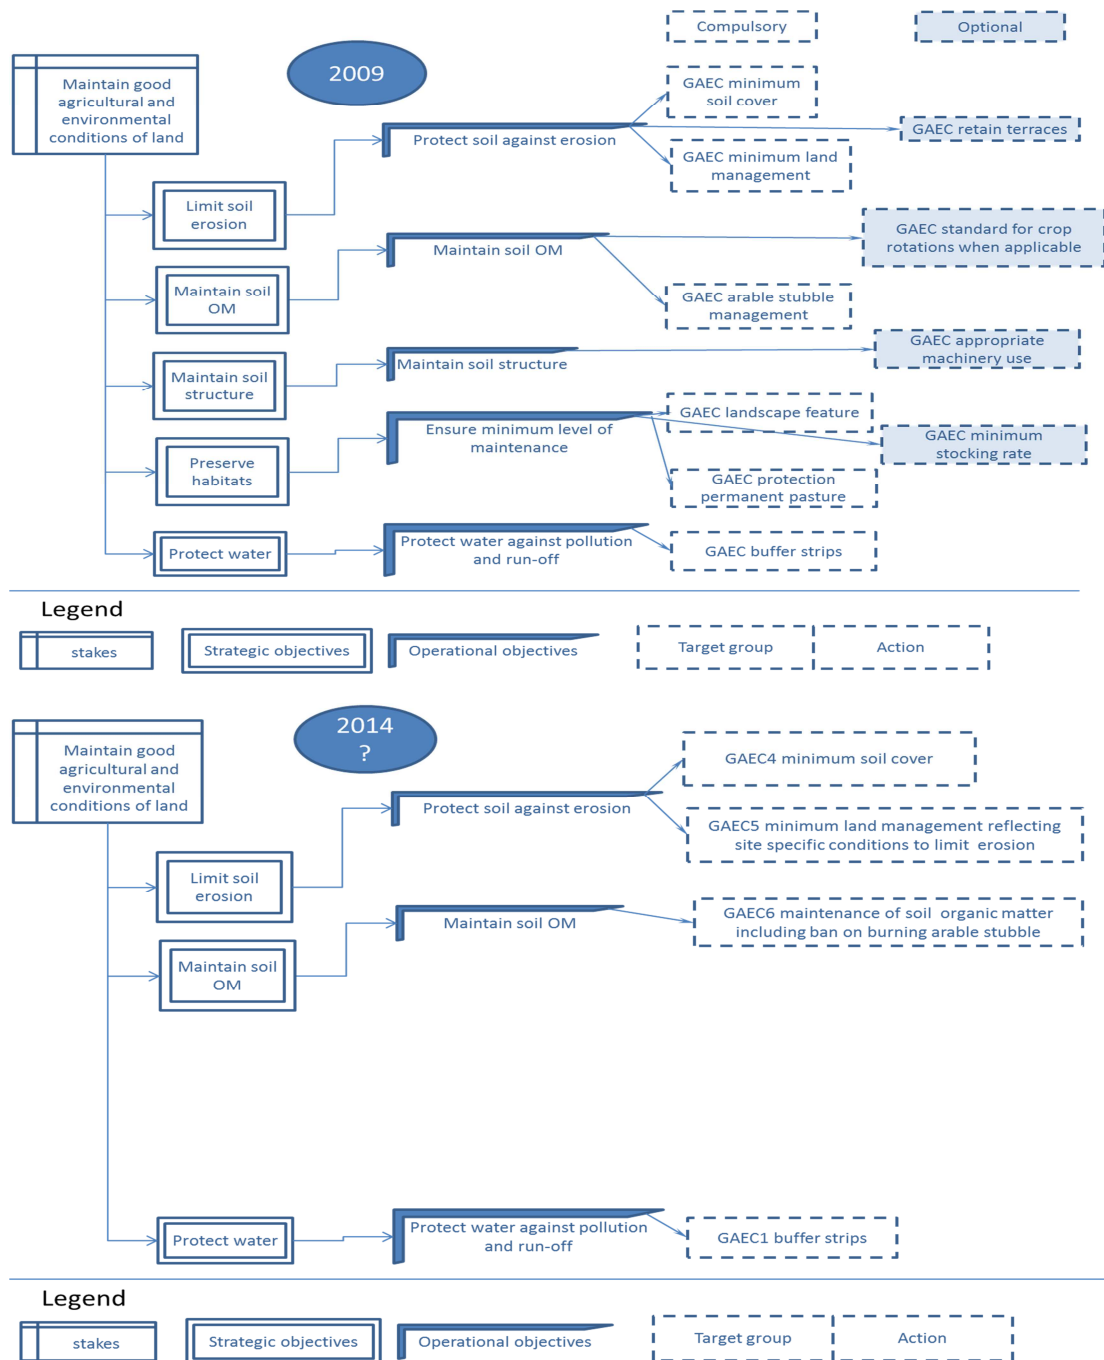 Compulsory
Optional
2009
Maintain good
agricultural and
environmental
conditions of land
GAEC minimum
soil cover
Protect soil against erosion
GAEC retain terraces
GAEC minimum land
management
Limit soil
erosion
GAEC standard for crop
rotations when applicable
Maintain soil OM
Maintain soil
OM
GAEC arable stubble
management
GAEC appropriate
machinery use
Maintain soil structure
Maintain soil
structure
GAEC landscape feature
Ensure minimum level of
maintenance
GAEC minimum
stocking rate
Preserve
habitats
GAEC protection
permanent pasture
Protect water
Protect water against pollution
and run-off
GAEC buffer strips
Legend
stakes
Strategic objectives
Operational objectives
Target group
Action
2014
?
Maintain good
agricultural and
environmental
conditions of land
GAEC4 minimum soil cover
Protect soil against erosion
GAEC5 minimum land management reflecting
site specific conditions to limit erosion
Limit soil
erosion
Maintain soil OM
GAEC6 maintenance of soil organic matter
including ban on burning arable stubble
Maintain soil
OM
Protect water
Protect water against pollution
and run-off
GAEC1 buffer strips
Legend
stakes
Strategic objectives
Operational objectives
Target group
Action